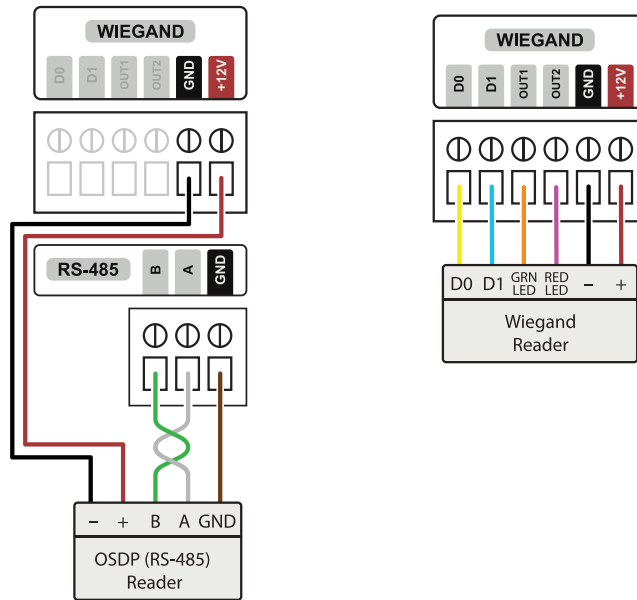 WIEGAND
D0 D1 OUT1 OUT2 GND +12V
RS-485 B A GND
− + B A GND
OSDP (RS-485)
Reader
WIEGAND
D0 D1 OUT1 OUT2 GND +12V
D0 D1 GRN LED RED LED − +
Wiegand
Reader